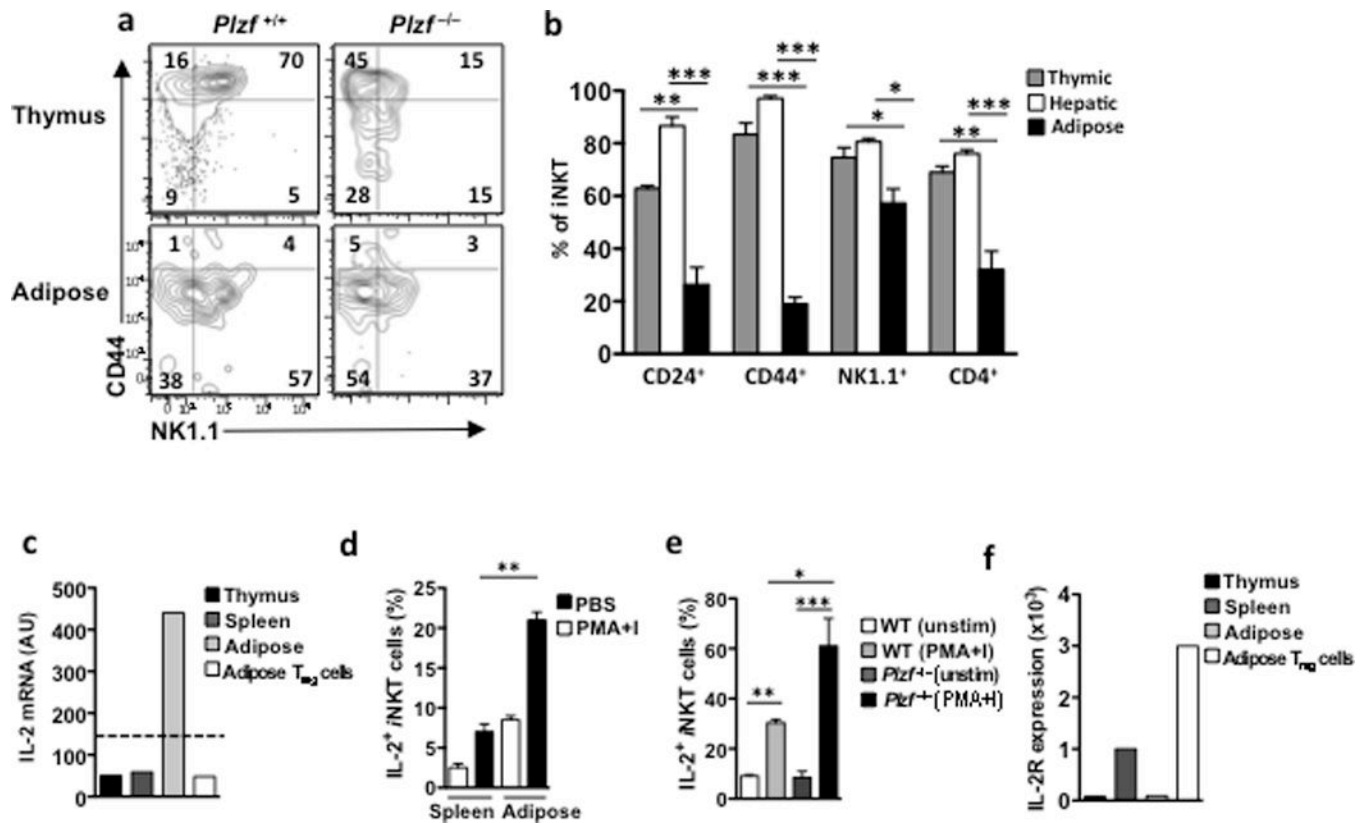 a
Plzf +/+
Plzf –/–
Thymus
16 70
9 5
45 15
28 15
Adipose
1 4
38 57
5 3
54 37
CD44
NK1.1
b
% of iNKT
100
80
60
40
20
0
** *** *** *** * * ** ***
CD24+ CD44+ NK1.1+ CD4+
Thymic
Hepatic
Adipose
c
IL-2 mRNA (AU)
500
400
300
200
100
50
0
Thymus
Spleen
Adipose
Adipose Treg cells
d
IL-2+ iNKT cells (%)
25
20
15
10
5
0
**
Spleen Adipose
PBS
PMA+I
e
IL-2+ iNKT cells (%)
80
60
40
20
0
*
***
**
WT (unstim)
WT (PMA+I)
Plzf-/-(unstim)
Plzf-/-(PMA+I)
f
IL-2R expression (x10³)
4
3
2
1
0
Thymus
Spleen
Adipose
Adipose Treg cells